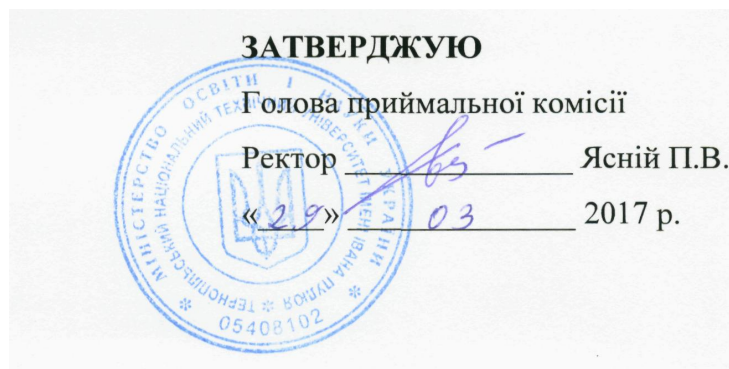 ЗАТВЕРДЖУЮ
Голова приймальної комісії
Ректор ______________ Ясній П.В.
«29» 03 2017 р.
МІНІСТЕРСТВО ОСВІТИ І НАУКИ УКРАЇНИ
ТЕРНОПІЛЬСЬКИЙ НАЦІОНАЛЬНИЙ ТЕХНІЧНИЙ УНІВЕРСИТЕТ ІМЕНІ ІВАНА ПУЛЮЯ
05408102